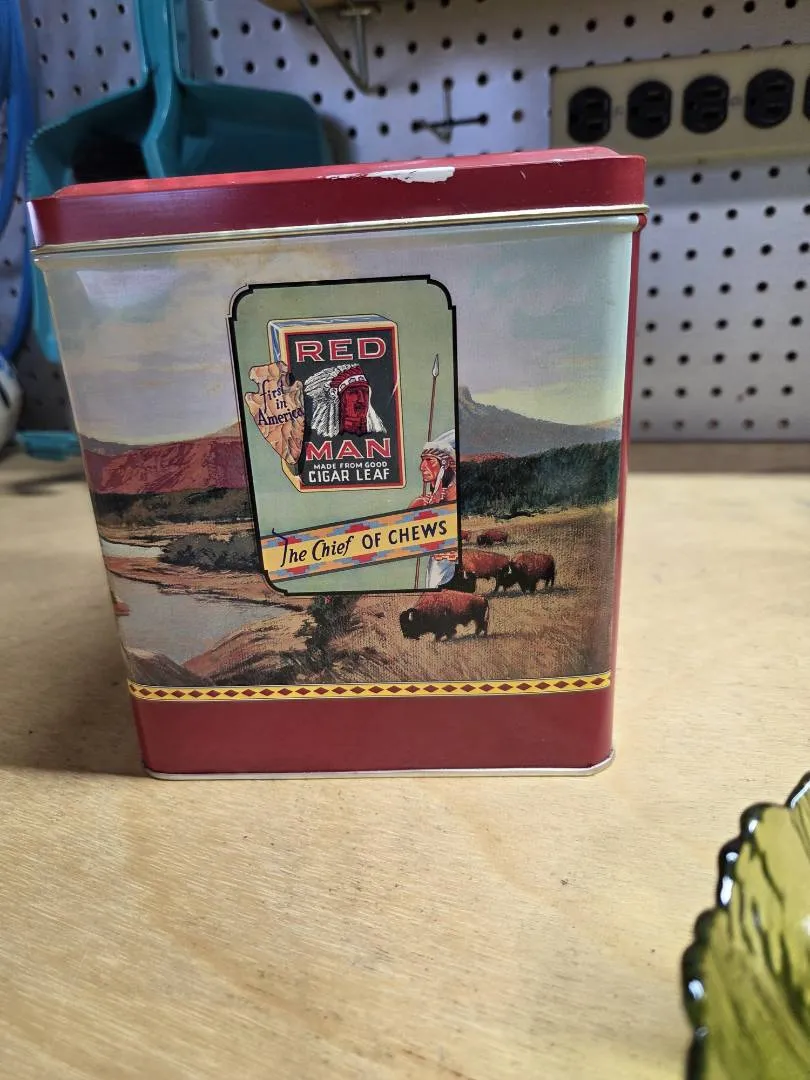 RED
first
in
America
MAN
MADE FROM GOOD
CIGAR LEAF
The Chief OF CHEWS